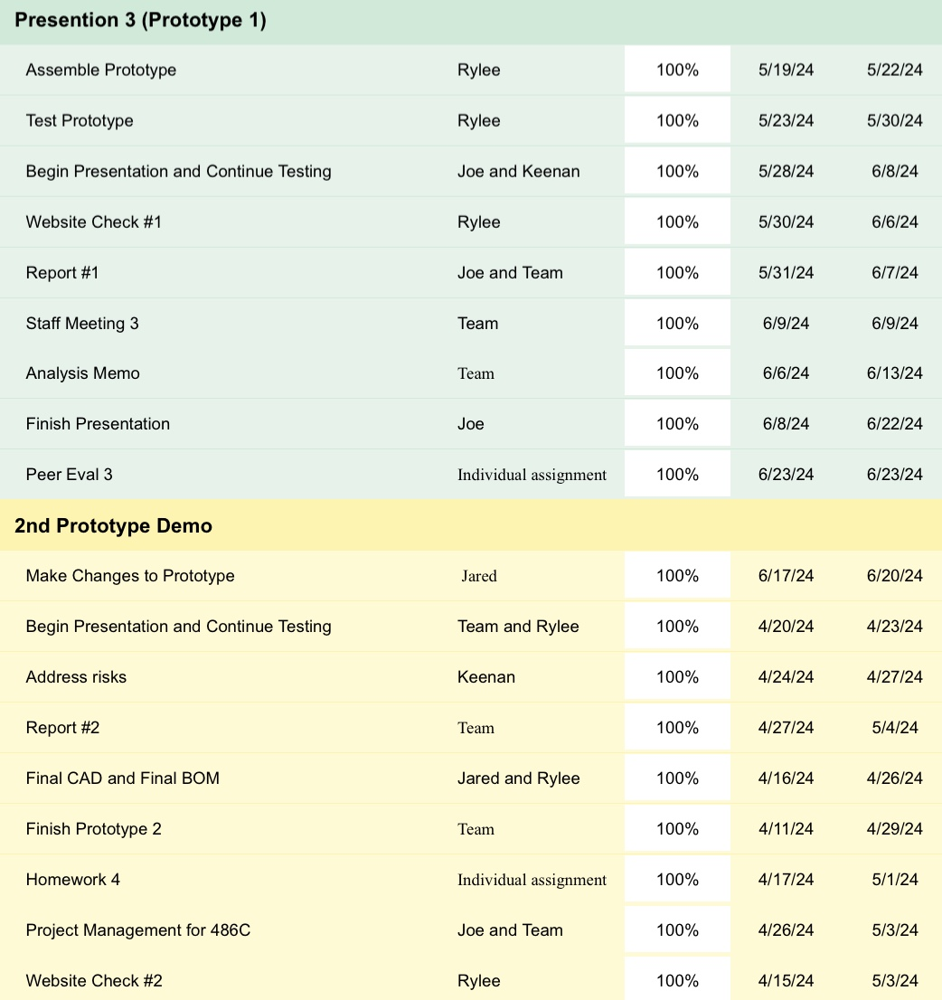 Presention 3 (Prototype 1)
Assemble Prototype Rylee 100% 5/19/24 5/22/24
Test Prototype Rylee 100% 5/23/24 5/30/24
Begin Presentation and Continue Testing Joe and Keenan 100% 5/28/24 6/8/24
Website Check #1 Rylee 100% 5/30/24 6/6/24
Report #1 Joe and Team 100% 5/31/24 6/7/24
Staff Meeting 3 Team 100% 6/9/24 6/9/24
Analysis Memo Team 100% 6/6/24 6/13/24
Finish Presentation Joe 100% 6/8/24 6/22/24
Peer Eval 3 Individual assignment 100% 6/23/24 6/23/24
2nd Prototype Demo
Make Changes to Prototype Jared 100% 6/17/24 6/20/24
Begin Presentation and Continue Testing Team and Rylee 100% 4/20/24 4/23/24
Address risks Keenan 100% 4/24/24 4/27/24
Report #2 Team 100% 4/27/24 5/4/24
Final CAD and Final BOM Jared and Rylee 100% 4/16/24 4/26/24
Finish Prototype 2 Team 100% 4/11/24 4/29/24
Homework 4 Individual assignment 100% 4/17/24 5/1/24
Project Management for 486C Joe and Team 100% 4/26/24 5/3/24
Website Check #2 Rylee 100% 4/15/24 5/3/24